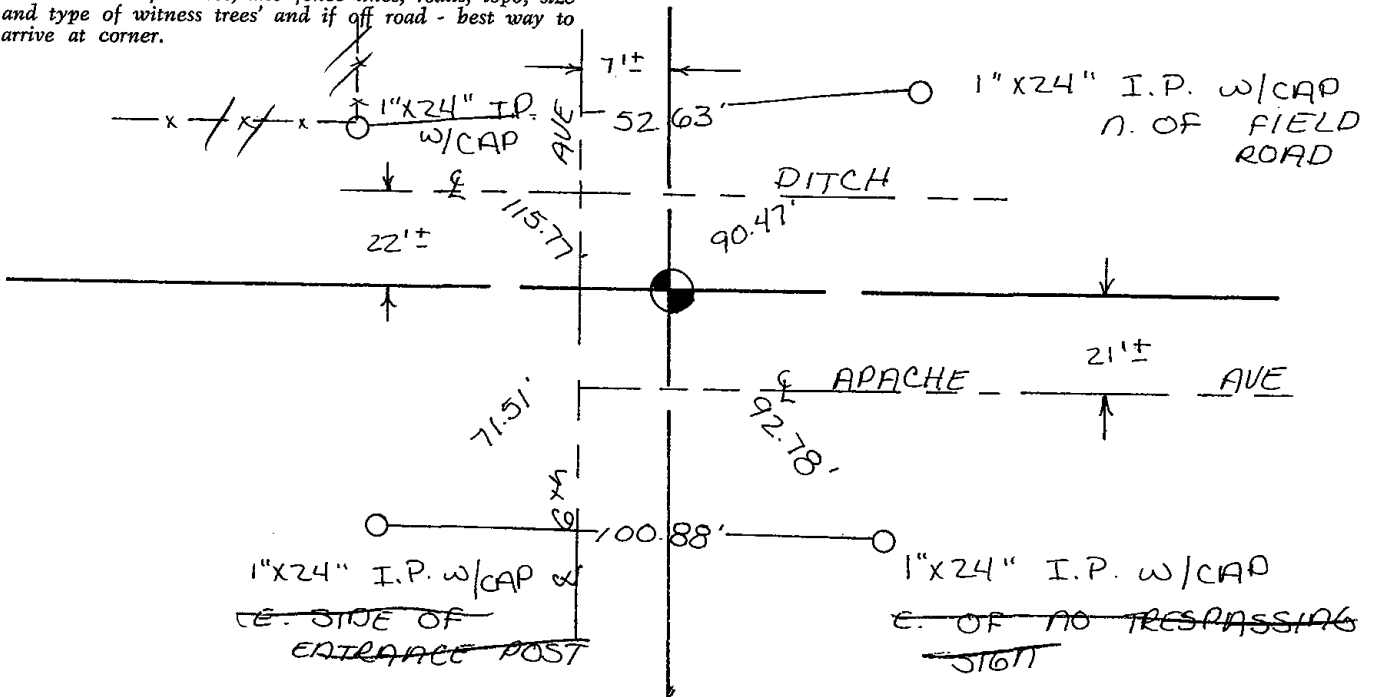 and type of witness trees' and if off road - best way to
arrive at corner.
7'±
1"X24" I.P.
W/CAP
AVE
52.63'
1"X24" I.P. W/CAP
N. OF FIELD
ROAD
℄
DITCH
115.77'
90.47'
22'±
21'±
℄ APACHE AVE
71.51'
92.78'
100.88'
1"X24" I.P. W/CAP
E. SIDE OF
ENTRANCE POST
1"X24" I.P. W/CAP
E. OF NO TRESPASSING
SIGN